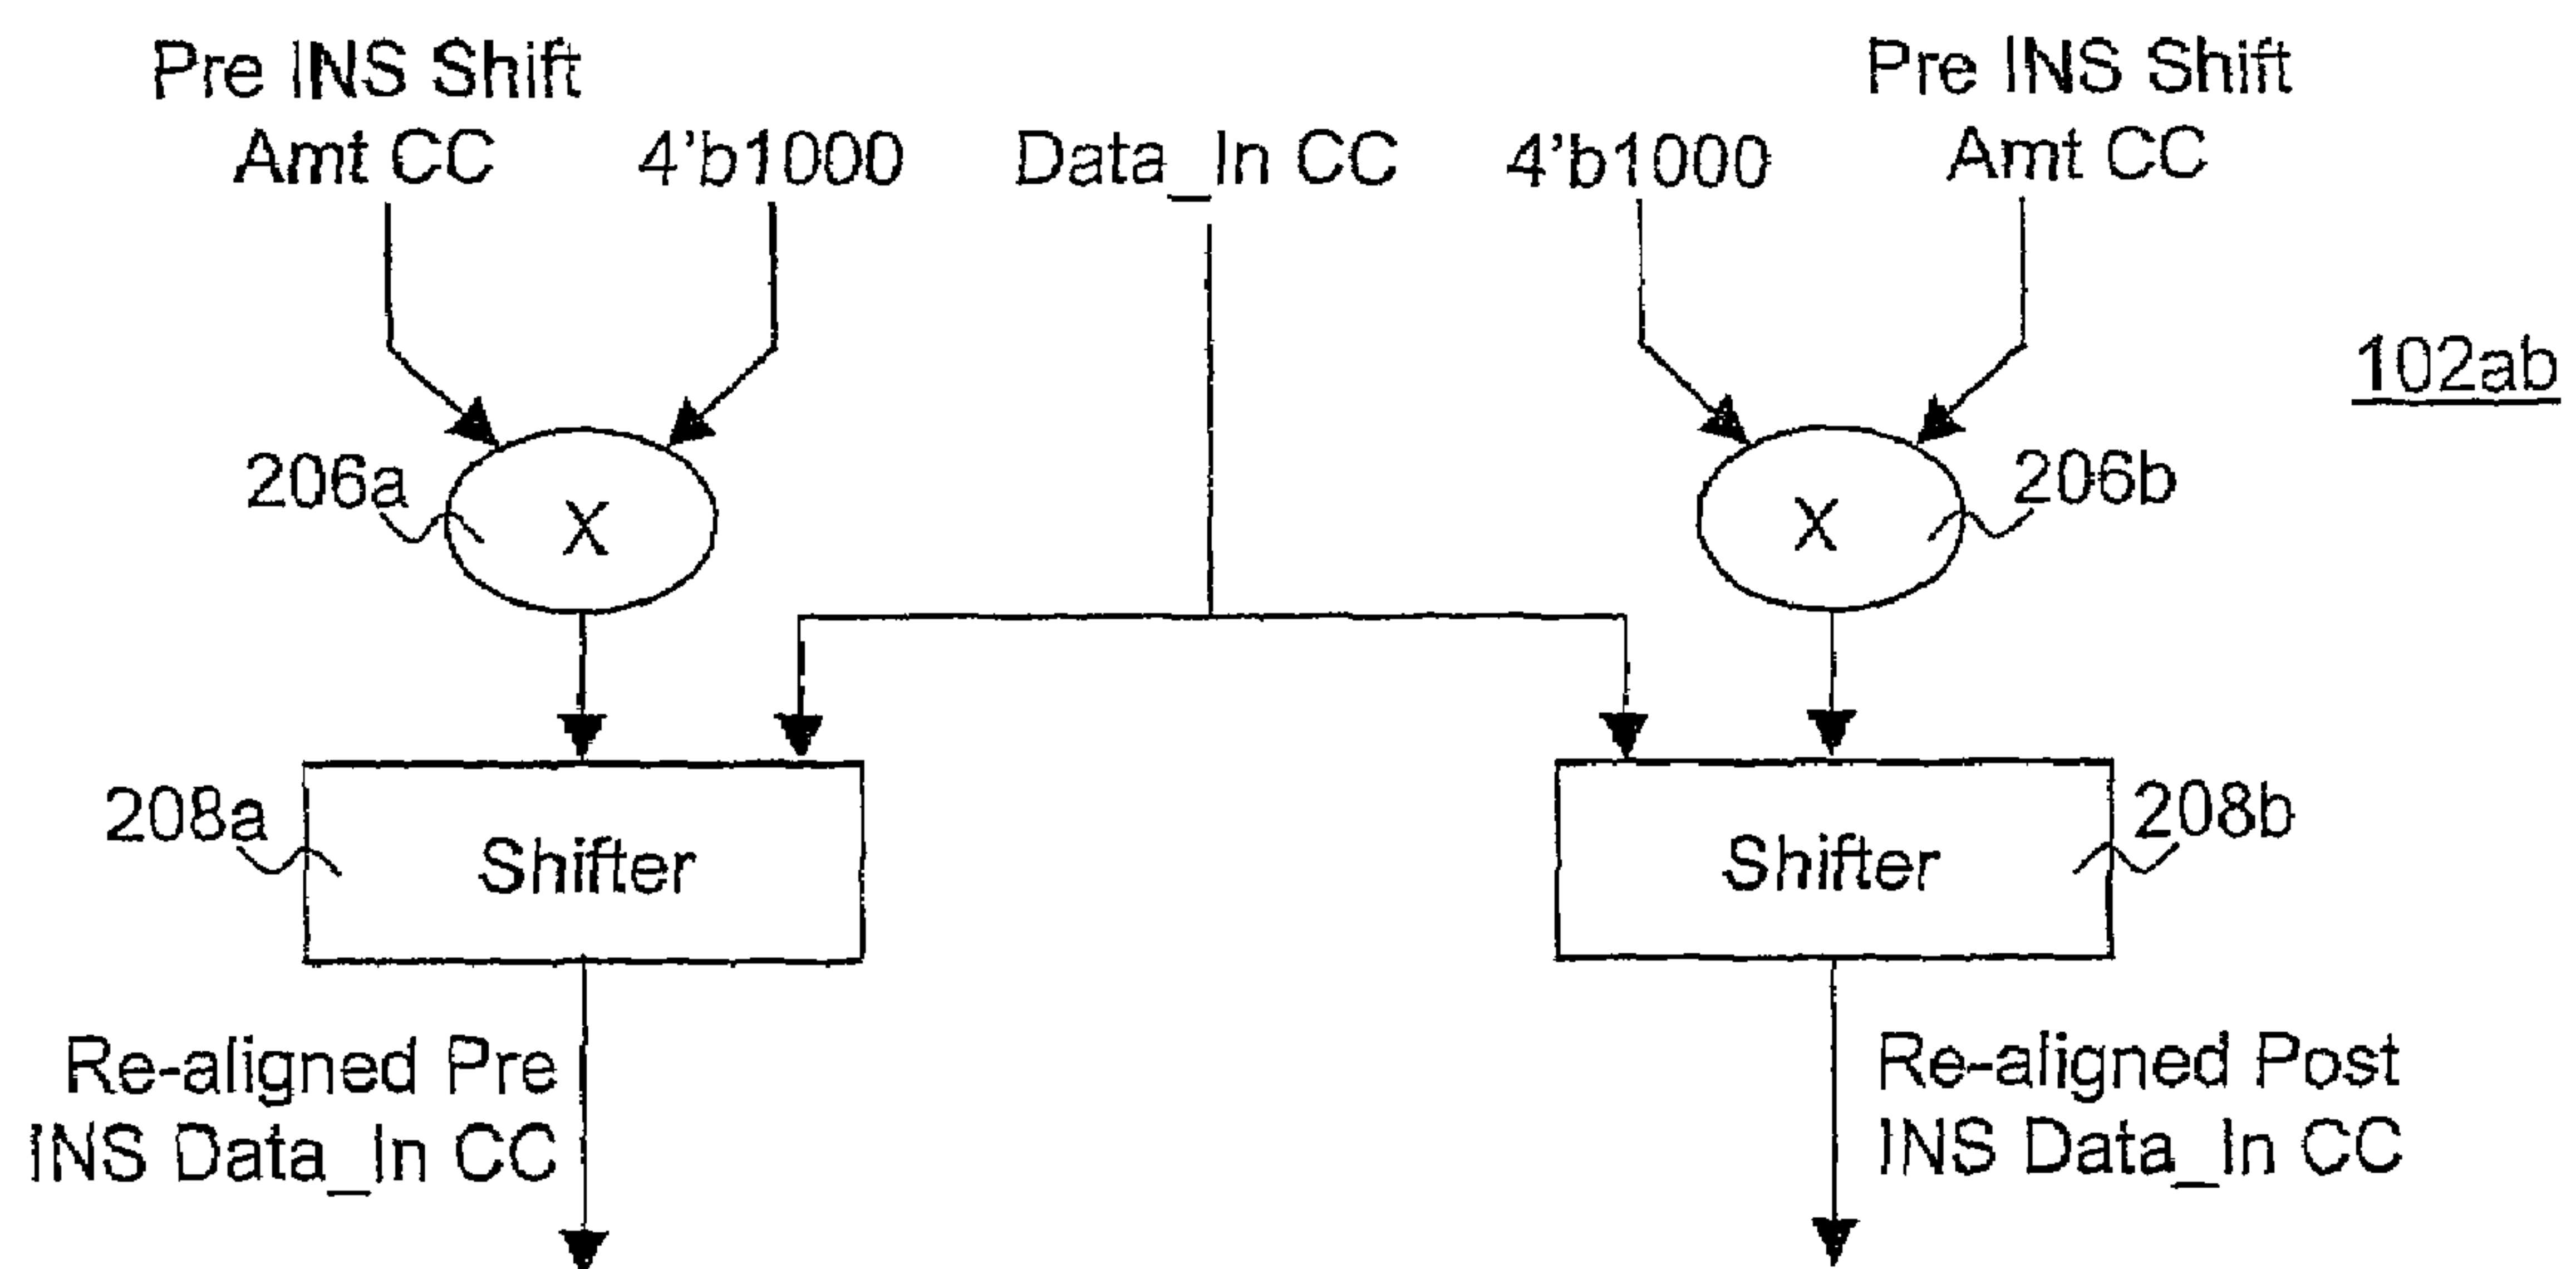 Pre INS Shift
Amt CC
4'b1000
Data_In CC
4'b1000
Pre INS Shift
Amt CC
102ab
206a
X
X
206b
208a
Shifter
Shifter
208b
Re-aligned Pre
INS Data_In CC
Re-aligned Post
INS Data_In CC